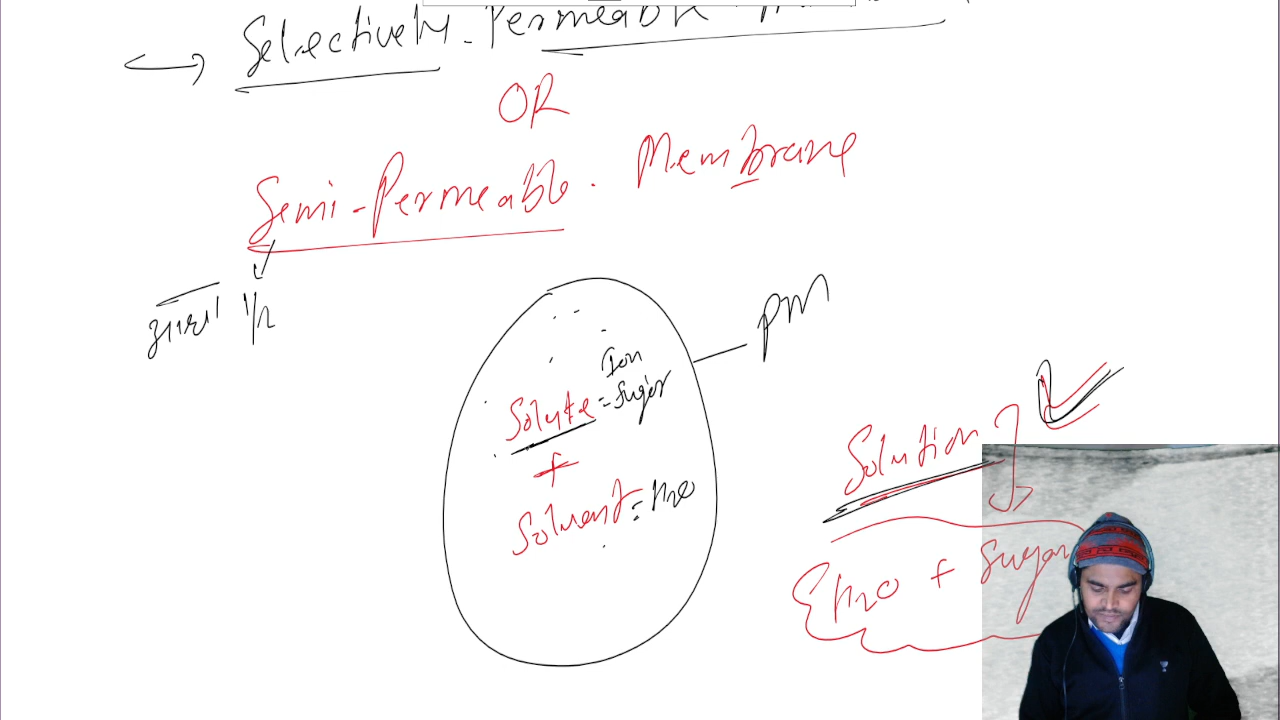 Selectively-Permeable
OR
Semi-Permeable. Membrane
आधा 1/2
PM
Ion
Solute = Sugar
+
Solvent = H2O
Solution
H2O + Sugar